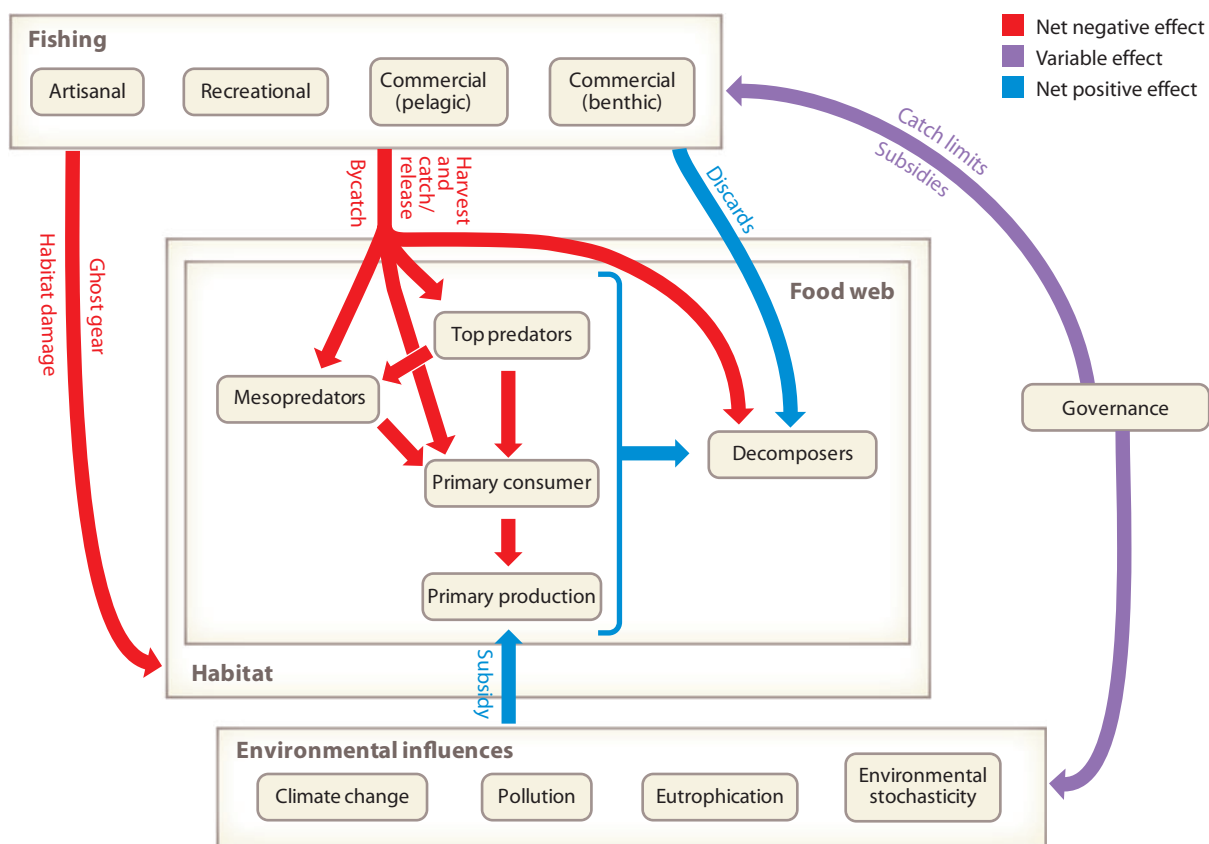 Fishing
Artisanal
Recreational
Commercial
(pelagic)
Commercial
(benthic)
Net negative effect
Variable effect
Net positive effect
Catch limits
Subsidies
Harvest
and
catch/
release
Bycatch
Discards
Ghost gear
Habitat damage
Food web
Top predators
Mesopredators
Governance
Decomposers
Primary consumer
Primary production
Habitat
Subsidy
Environmental influences
Climate change
Pollution
Eutrophication
Environmental
stochasticity